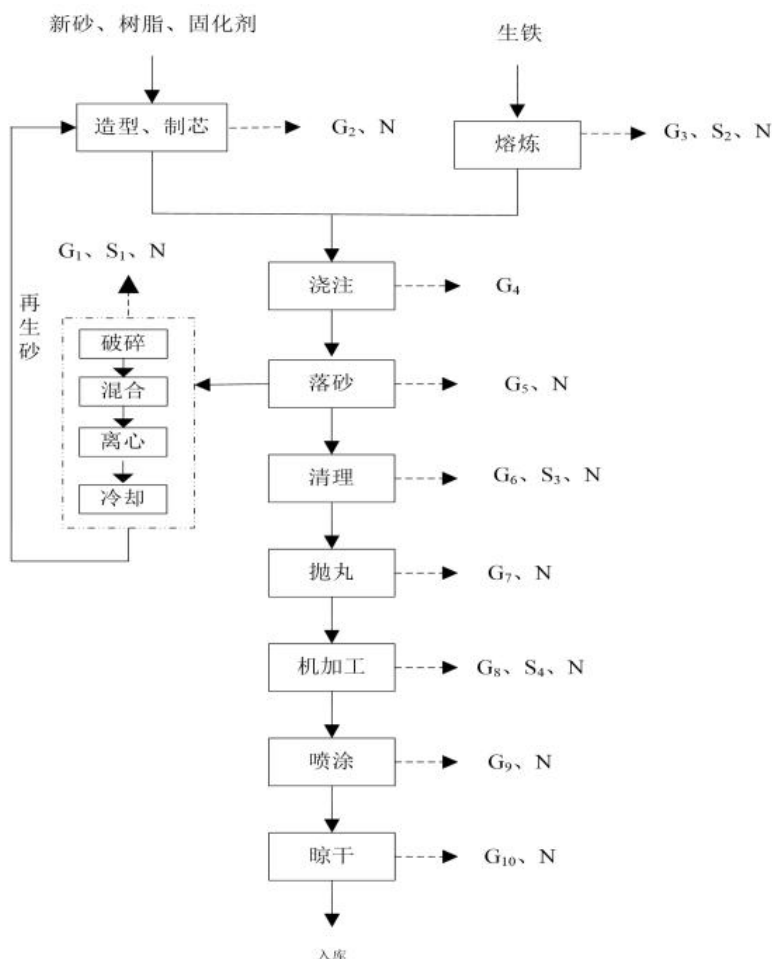 新砂、树脂、固化剂
生铁
造型、制芯
G₂、N
熔炼
G₃、S₂、N
G₁、S₁、N
再生砂
浇注
G₄
破碎
混合
离心
冷却
落砂
G₅、N
清理
G₆、S₃、N
抛丸
G₇、N
机加工
G₈、S₄、N
喷涂
G₉、N
晾干
G₁₀、N
入库